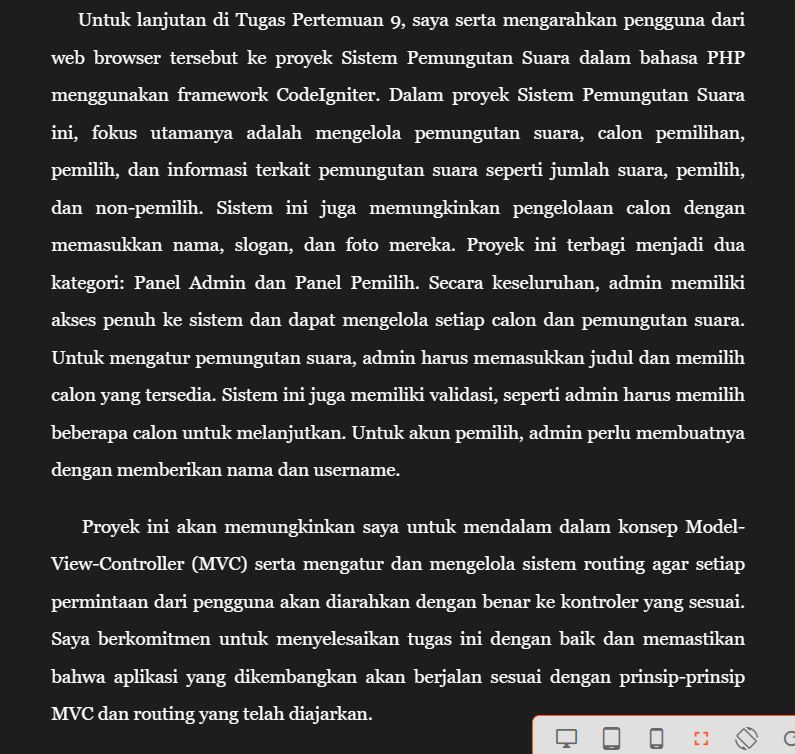 Untuk lanjutan di Tugas Pertemuan 9, saya serta mengarahkan pengguna dari
web browser tersebut ke proyek Sistem Pemungutan Suara dalam bahasa PHP
menggunakan framework CodeIgniter. Dalam proyek Sistem Pemungutan Suara
ini, fokus utamanya adalah mengelola pemungutan suara, calon pemilihan,
pemilih, dan informasi terkait pemungutan suara seperti jumlah suara, pemilih,
dan non-pemilih. Sistem ini juga memungkinkan pengelolaan calon dengan
memasukkan nama, slogan, dan foto mereka. Proyek ini terbagi menjadi dua
kategori: Panel Admin dan Panel Pemilih. Secara keseluruhan, admin memiliki
akses penuh ke sistem dan dapat mengelola setiap calon dan pemungutan suara.
Untuk mengatur pemungutan suara, admin harus memasukkan judul dan memilih
calon yang tersedia. Sistem ini juga memiliki validasi, seperti admin harus memilih
beberapa calon untuk melanjutkan. Untuk akun pemilih, admin perlu membuatnya
dengan memberikan nama dan username.
Proyek ini akan memungkinkan saya untuk mendalam dalam konsep Model-
View-Controller (MVC) serta mengatur dan mengelola sistem routing agar setiap
permintaan dari pengguna akan diarahkan dengan benar ke kontroler yang sesuai.
Saya berkomitmen untuk menyelesaikan tugas ini dengan baik dan memastikan
bahwa aplikasi yang dikembangkan akan berjalan sesuai dengan prinsip-prinsip
MVC dan routing yang telah diajarkan.